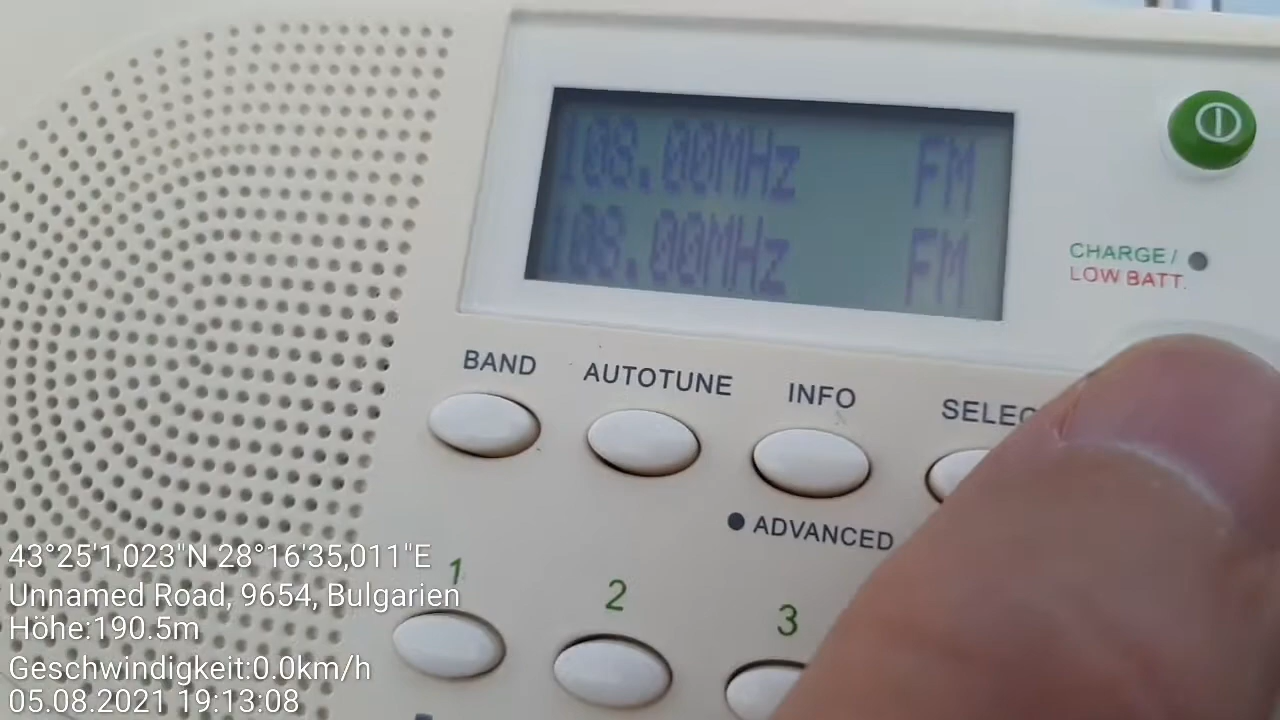 108.00MHz FM
108.00MHz FM
CHARGE/
LOW BATT.
BAND AUTOTUNE INFO SELEC
ADVANCED
1 2 3
43°25'1,023"N 28°16'35,011"E
Unnamed Road, 9654, Bulgarien
Höhe:190.5m
Geschwindigkeit:0.0km/h
05.08.2021 19:13:08